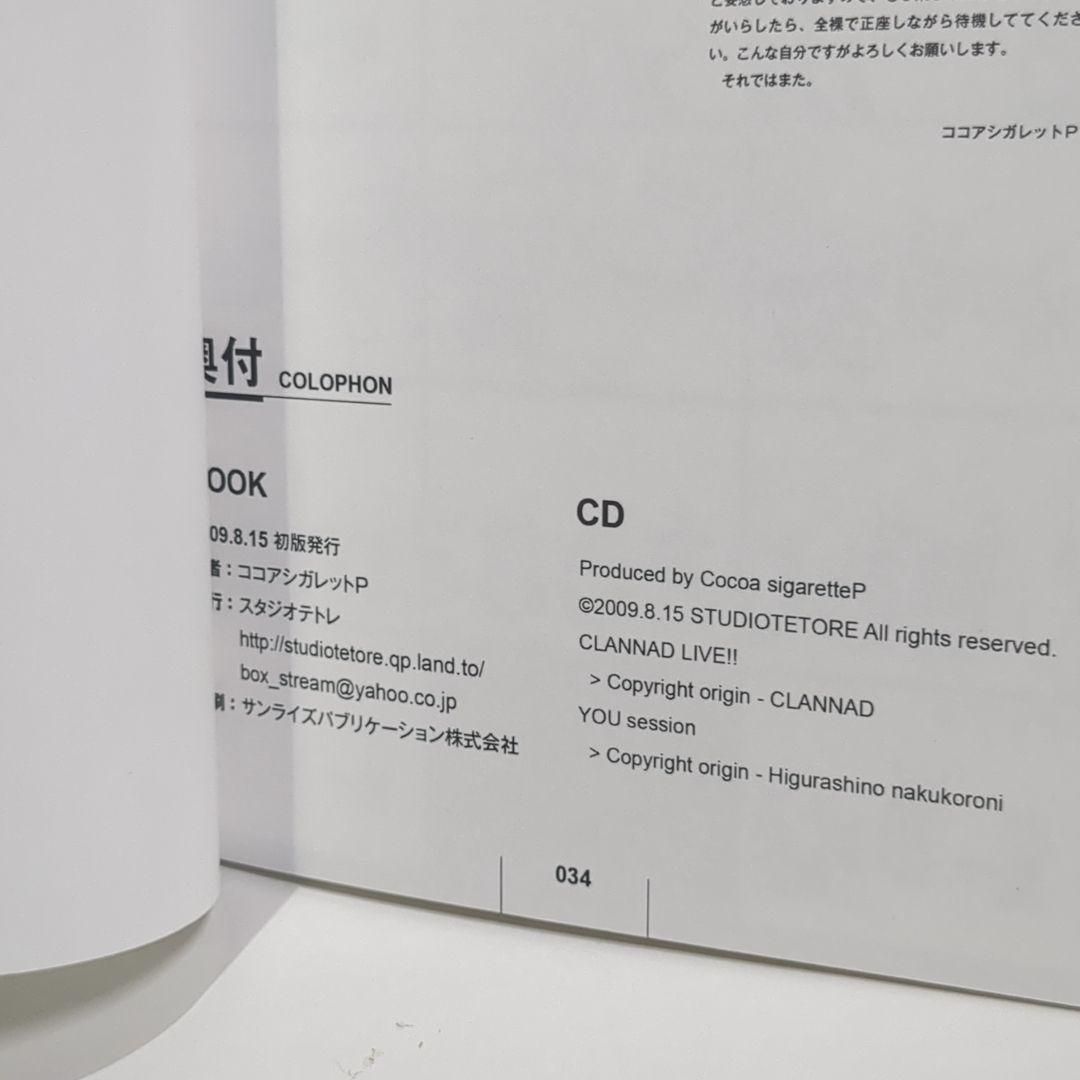 がいらしたら、全裸で正座しながら待機しててくださ
い。こんな自分ですがよろしくお願いします。
それではまた。
ココアシガレットP
奥付 COLOPHON
OOK
09.8.15 初版発行
者：ココアシガレットP
行：スタジオテトレ
http://studiotetore.qp.land.to/
box_stream@yahoo.co.jp
刷：サンライズパブリケーション株式会社
CD
Produced by Cocoa sigaretteP
©2009.8.15 STUDIOTETORE All rights reserved.
CLANNAD LIVE!!
> Copyright origin - CLANNAD
YOU session
> Copyright origin - Higurashino nakukoroni
034